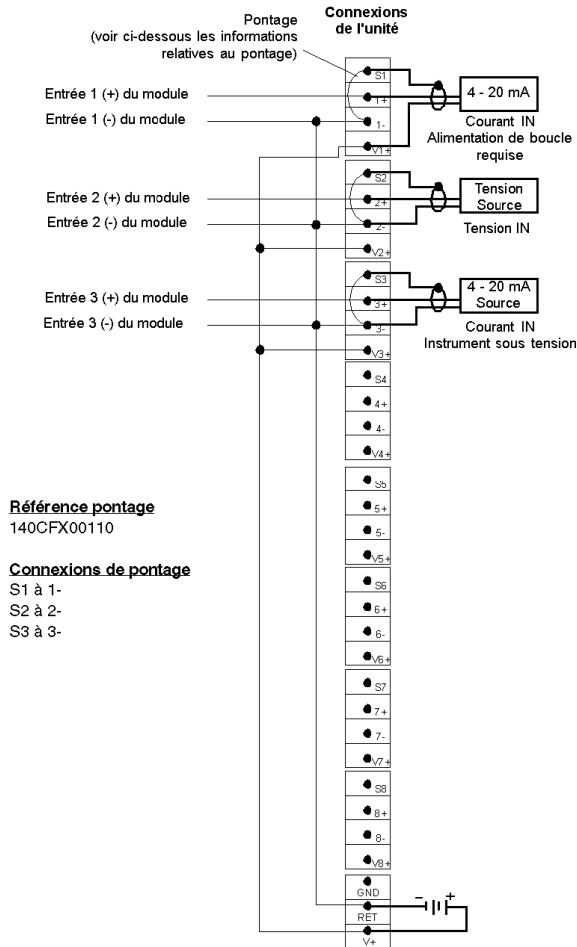 Pontage
(voir ci-dessous les informations
relatives au pontage)
Connexions
de l'unité
S1
Entrée 1 (+) du module
1+
Entrée 1 (-) du module
1-
V1+
4 - 20 mA
Courant IN
Alimentation de boucle
requise
S2
Entrée 2 (+) du module
2+
Entrée 2 (-) du module
2-
V2+
Tension
Source
Tension IN
S3
Entrée 3 (+) du module
3+
Entrée 3 (-) du module
3-
V3+
4 - 20 mA
Source
Courant IN
Instrument sous tension
S4
4+
4-
V4+
S5
5+
5-
V5+
Référence pontage
140CFX00110
Connexions de pontage
S1 à 1-
S2 à 2-
S3 à 3-
S6
6+
6-
V6+
S7
7+
7-
V7+
S8
8+
8-
V8+
GND
RET
V+
- +